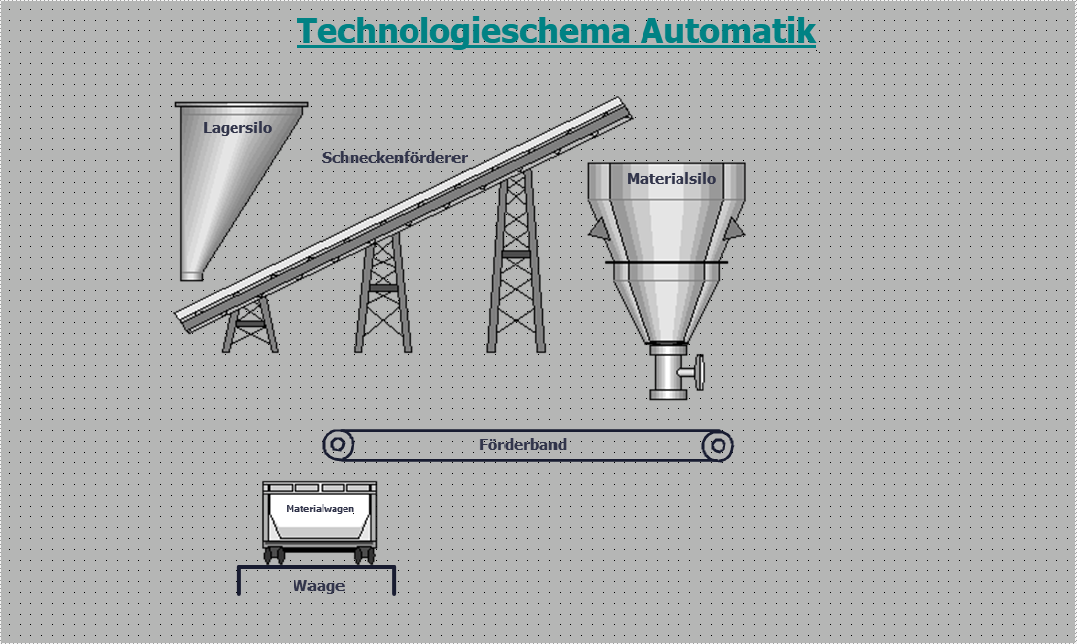 Technologieschema Automatik
Lagersilo
Schneckenförderer
Materialsilo
Förderband
Materialwagen
Waage